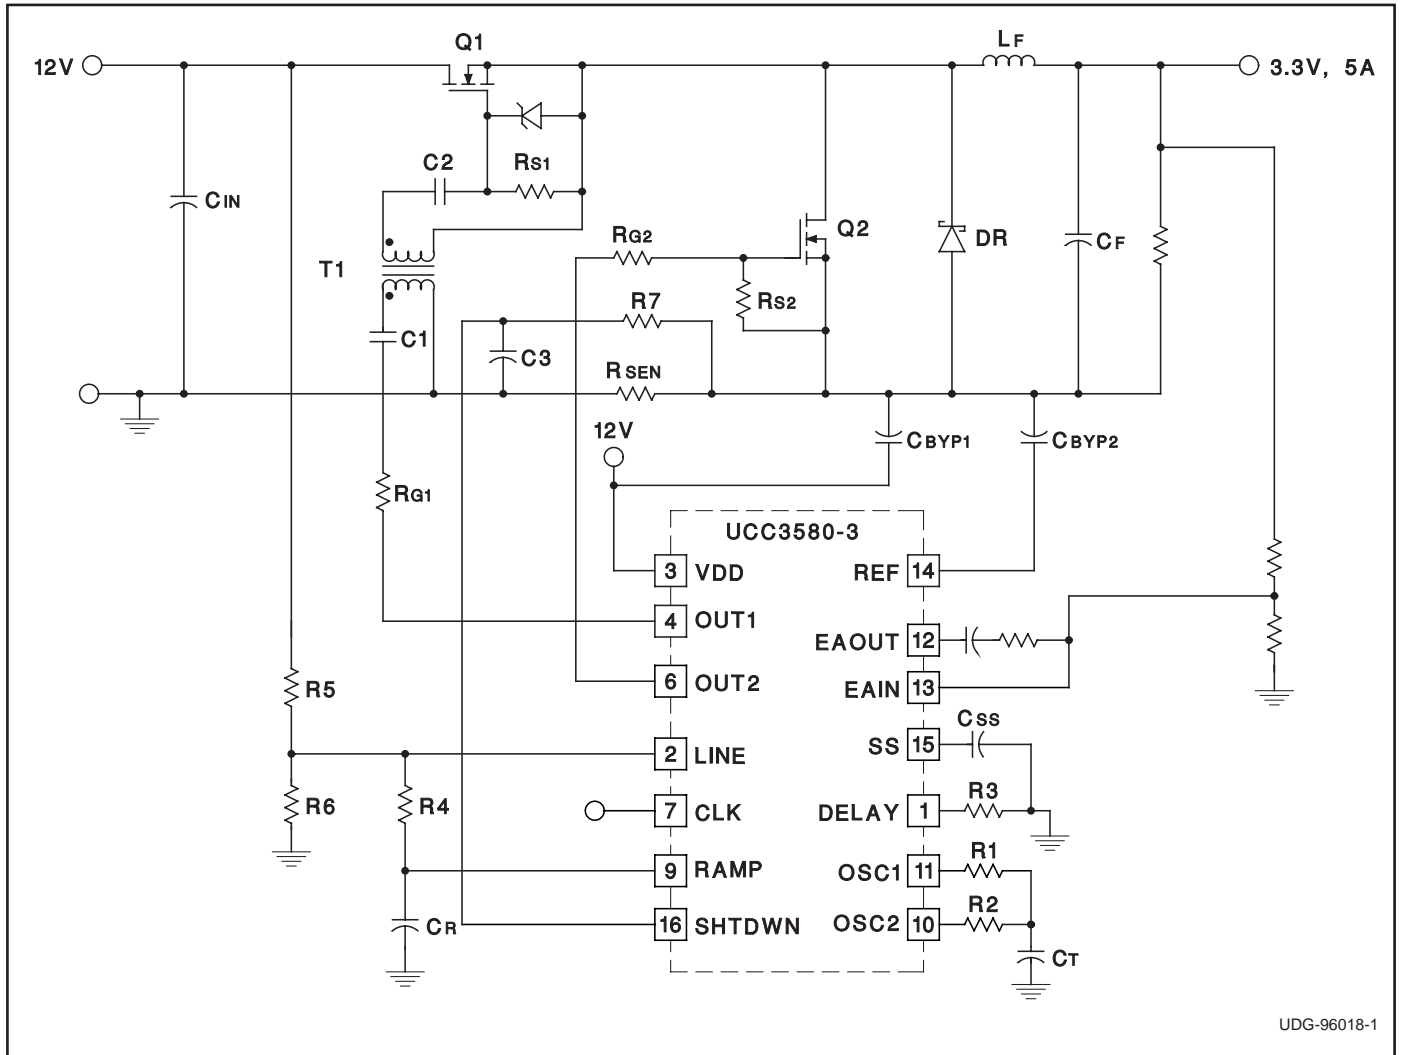 Q1
LF
12V
3.3V, 5A
C2
RS1
CIN
RG2
Q2
DR
CF
T1
R7
RS2
C1
C3
RSEN
12V
CBYP1
CBYP2
RG1
UCC3580-3
3 VDD
REF 14
4 OUT1
EAOUT 12
6 OUT2
EAIN 13
R5
CSS
2 LINE
SS 15
R6
R4
R3
7 CLK
DELAY 1
R1
9 RAMP
OSC1 11
R2
CR
16 SHTDWN
OSC2 10
CT
UDG-96018-1